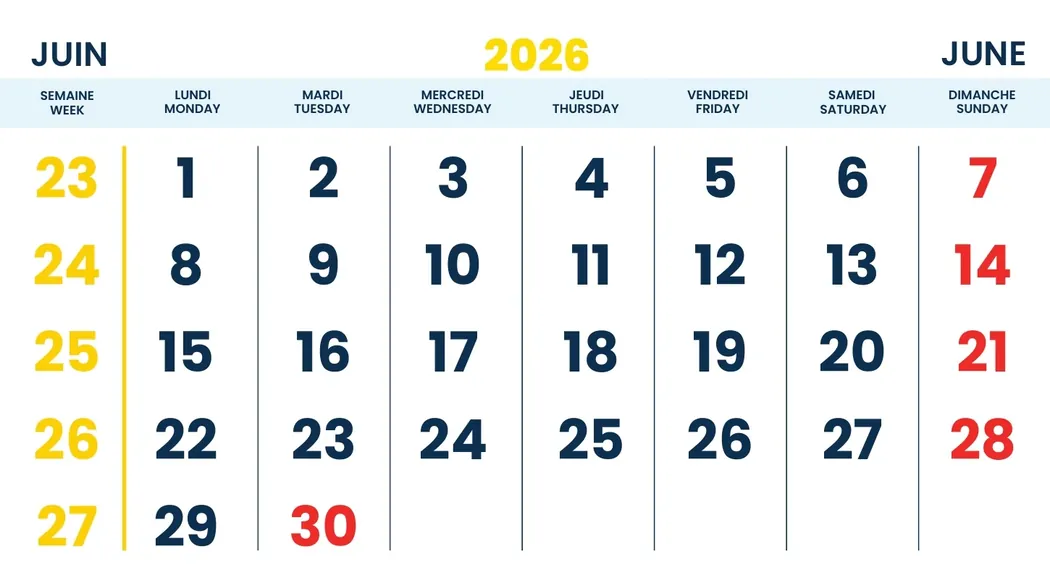 JUIN 2026 JUNE
SEMAINE LUNDI MARDI MERCREDI JEUDI VENDREDI SAMEDI DIMANCHE
WEEK MONDAY TUESDAY WEDNESDAY THURSDAY FRIDAY SATURDAY SUNDAY
23 1 2 3 4 5 6 7
24 8 9 10 11 12 13 14
25 15 16 17 18 19 20 21
26 22 23 24 25 26 27 28
27 29 30